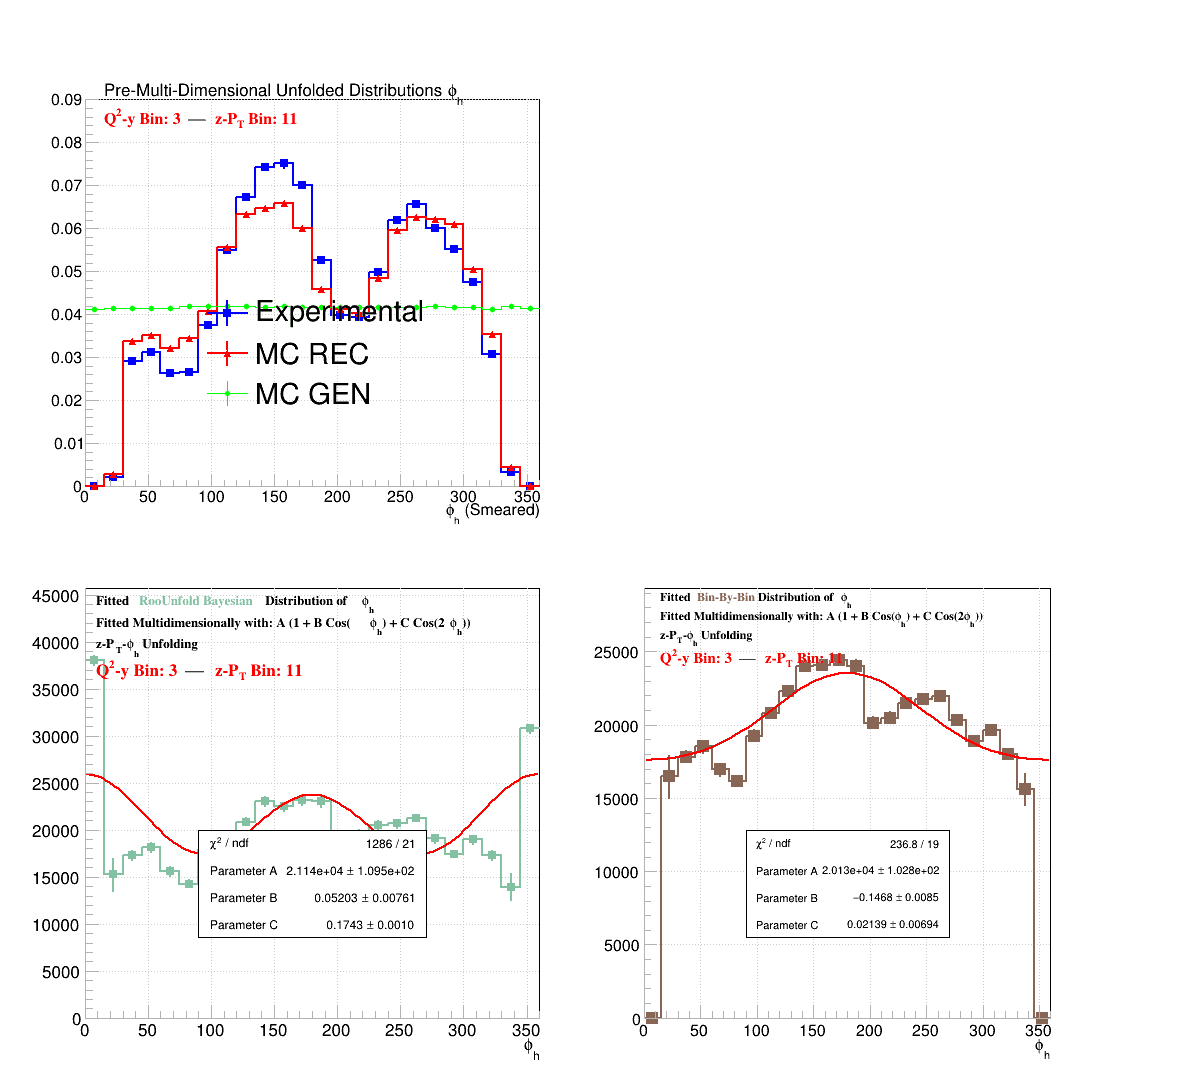 Pre-Multi-Dimensional Unfolded Distributions ϕh
Q2-y Bin: 3 — z-PT Bin: 11
0.09
0.08
0.07
0.06
0.05
0.04
0.03
0.02
0.01
0
Experimental
MC REC
MC GEN
0 50 100 150 200 250 300 350
ϕh (Smeared)
Fitted RooUnfold Bayesian Distribution of ϕh
Fitted Multidimensionally with: A (1 + B Cos( ϕh) + C Cos(2 ϕh))
z-PT-ϕh Unfolding
Q2-y Bin: 3 — z-PT Bin: 11
45000
40000
35000
30000
25000
20000
15000
10000
5000
0
χ2 / ndf 1286 / 21
Parameter A 2.114e+04 ± 1.095e+02
Parameter B 0.05203 ± 0.00761
Parameter C 0.1743 ± 0.0010
0 50 100 150 200 250 300 350
ϕh
Fitted Bin-By-Bin Distribution of ϕh
Fitted Multidimensionally with: A (1 + B Cos(ϕh) + C Cos(2ϕh))
z-PT-ϕh Unfolding
Q2-y Bin: 3 — z-PT Bin: 11
25000
20000
15000
10000
5000
0
χ2 / ndf 236.8 / 19
Parameter A 2.013e+04 ± 1.028e+02
Parameter B −0.1468 ± 0.0085
Parameter C 0.02139 ± 0.00694
0 50 100 150 200 250 300 350
ϕh